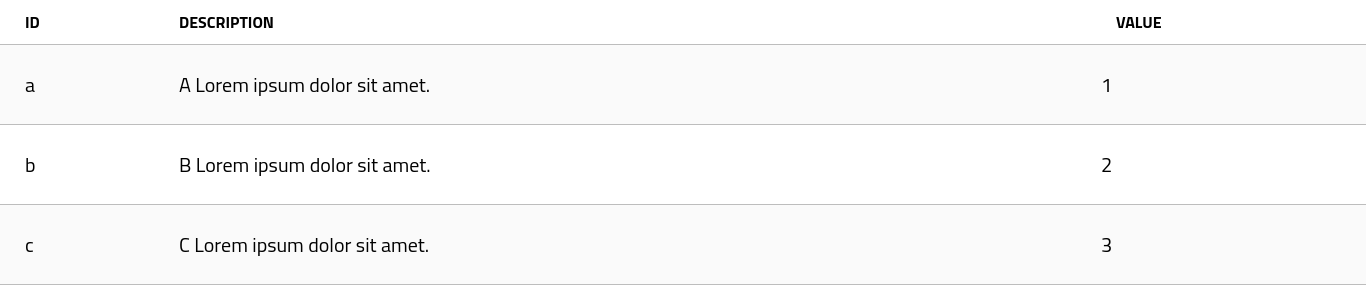 ID DESCRIPTION VALUE
a A Lorem ipsum dolor sit amet. 1
b B Lorem ipsum dolor sit amet. 2
c C Lorem ipsum dolor sit amet. 3